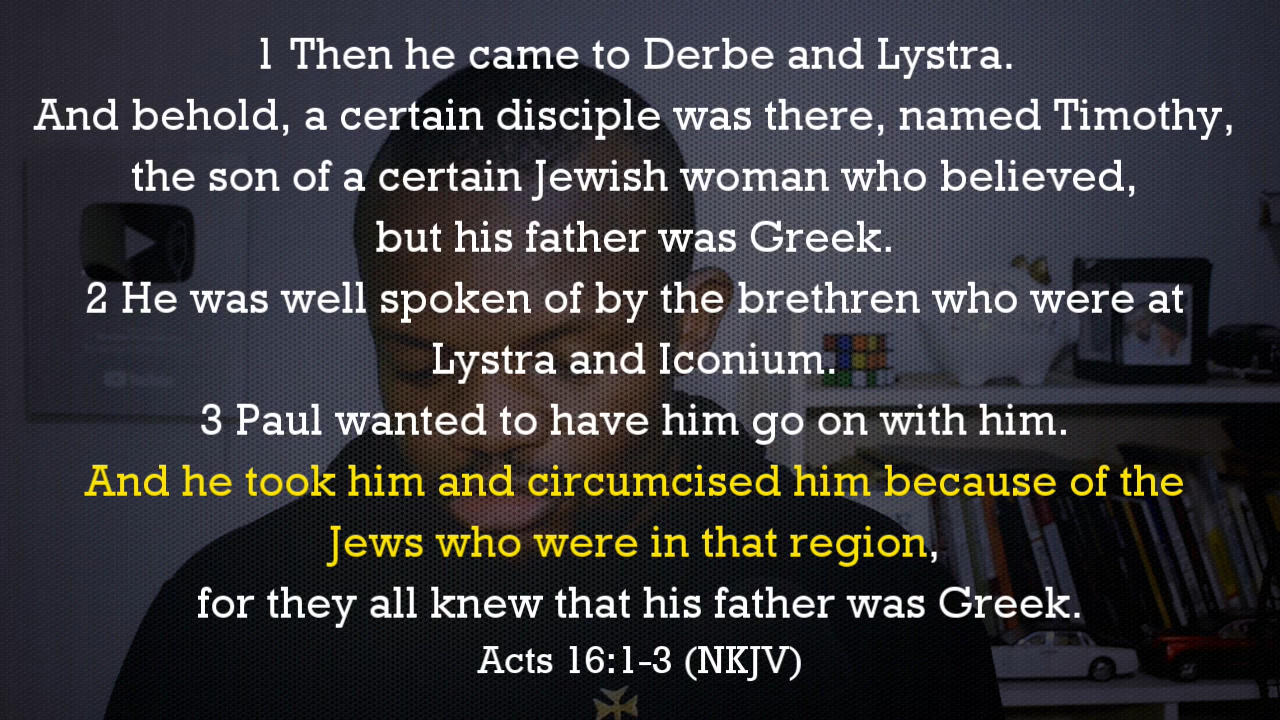 1 Then he came to Derbe and Lystra.
And behold, a certain disciple was there, named Timothy,
the son of a certain Jewish woman who believed,
but his father was Greek.
2 He was well spoken of by the brethren who were at
Lystra and Iconium.
3 Paul wanted to have him go on with him.
And he took him and circumcised him because of the
Jews who were in that region,
for they all knew that his father was Greek.
Acts 16:1-3 (NKJV)